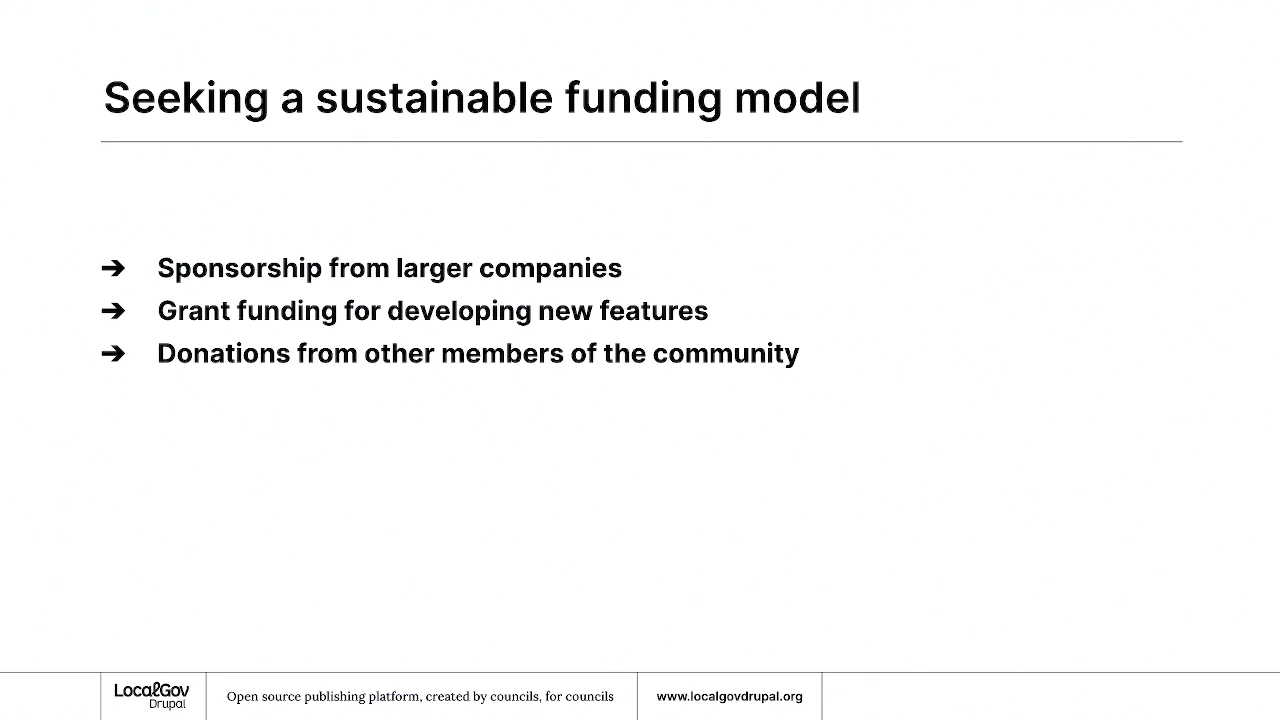 Seeking a sustainable funding model
➔ Sponsorship from larger companies
➔ Grant funding for developing new features
➔ Donations from other members of the community
LocalGov
Drupal
Open source publishing platform, created by councils, for councils
www.localgovdrupal.org